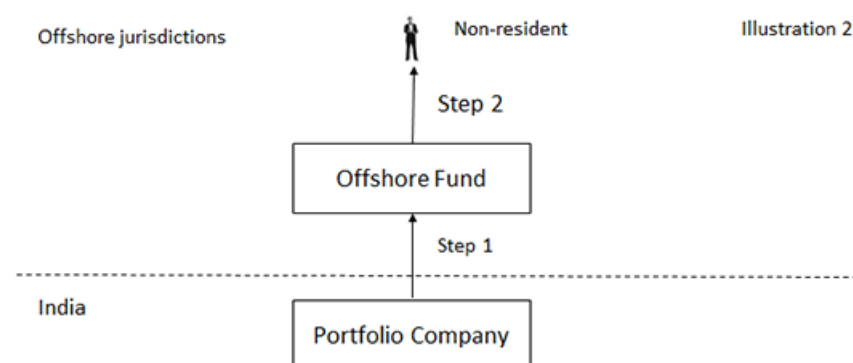 Offshore jurisdictions
Non-resident
Illustration 2
Step 2
Offshore Fund
Step 1
India
Portfolio Company